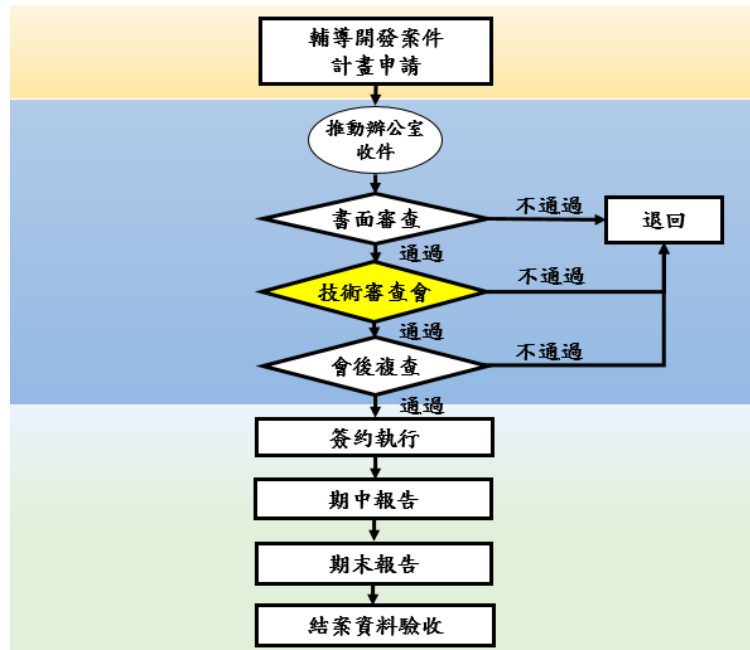 輔導開發案件
計畫申請
推動辦公室
收件
書面審查
不通過
退回
通過
技術審查會
不通過
通過
會後複查
不通過
通過
簽約執行
期中報告
期末報告
結案資料驗收